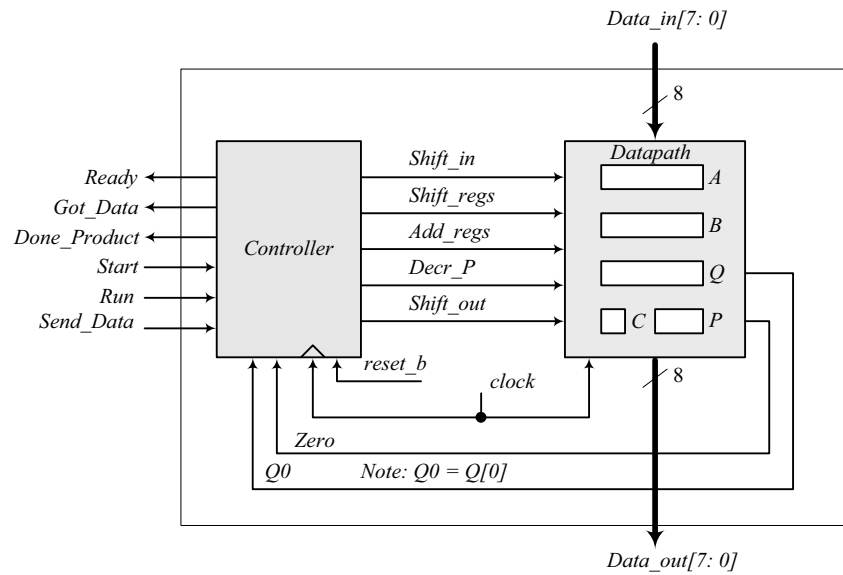 Data_in[7: 0]
8
Datapath
Ready
Shift_in
A
Got_Data
Shift_regs
B
Done_Product
Controller
Add_regs
Start
Decr_P
Q
Run
Shift_out
C
P
Send_Data
reset_b
clock
8
Zero
Q0
Note: Q0 = Q[0]
Data_out[7: 0]